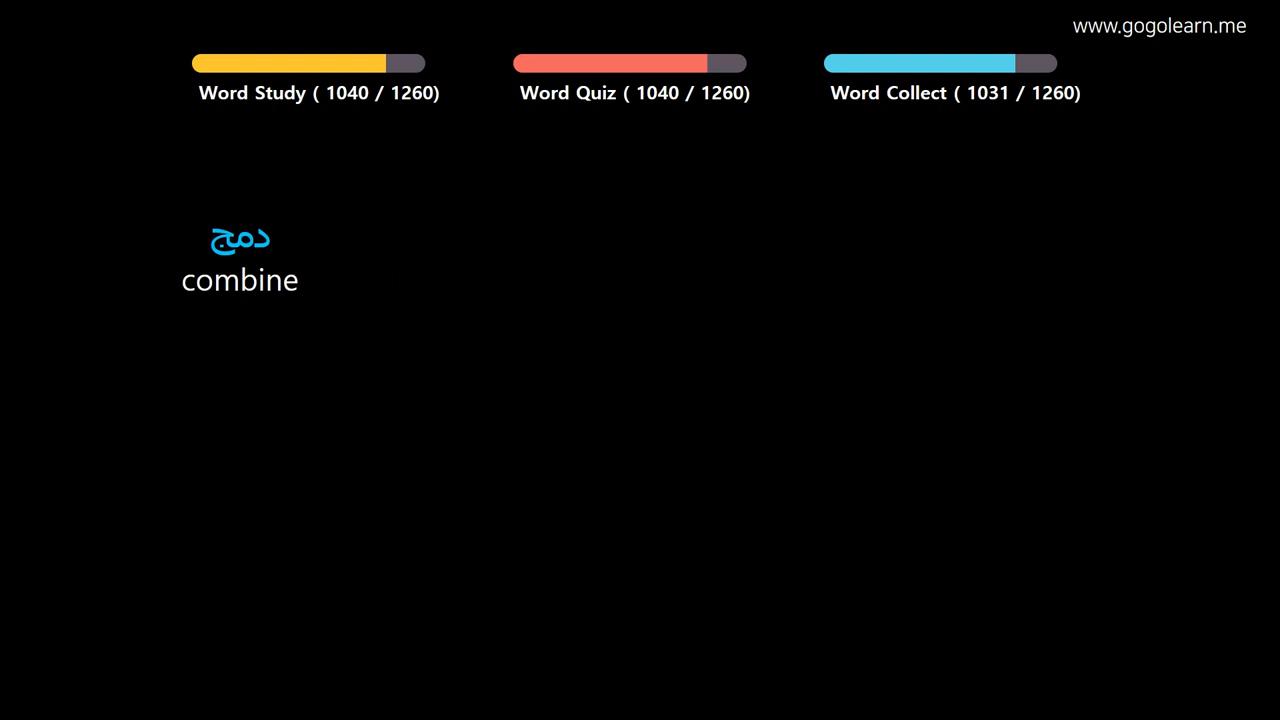 www.gogolearn.me
Word Study ( 1040 / 1260)
Word Quiz ( 1040 / 1260)
Word Collect ( 1031 / 1260)
دمج
combine